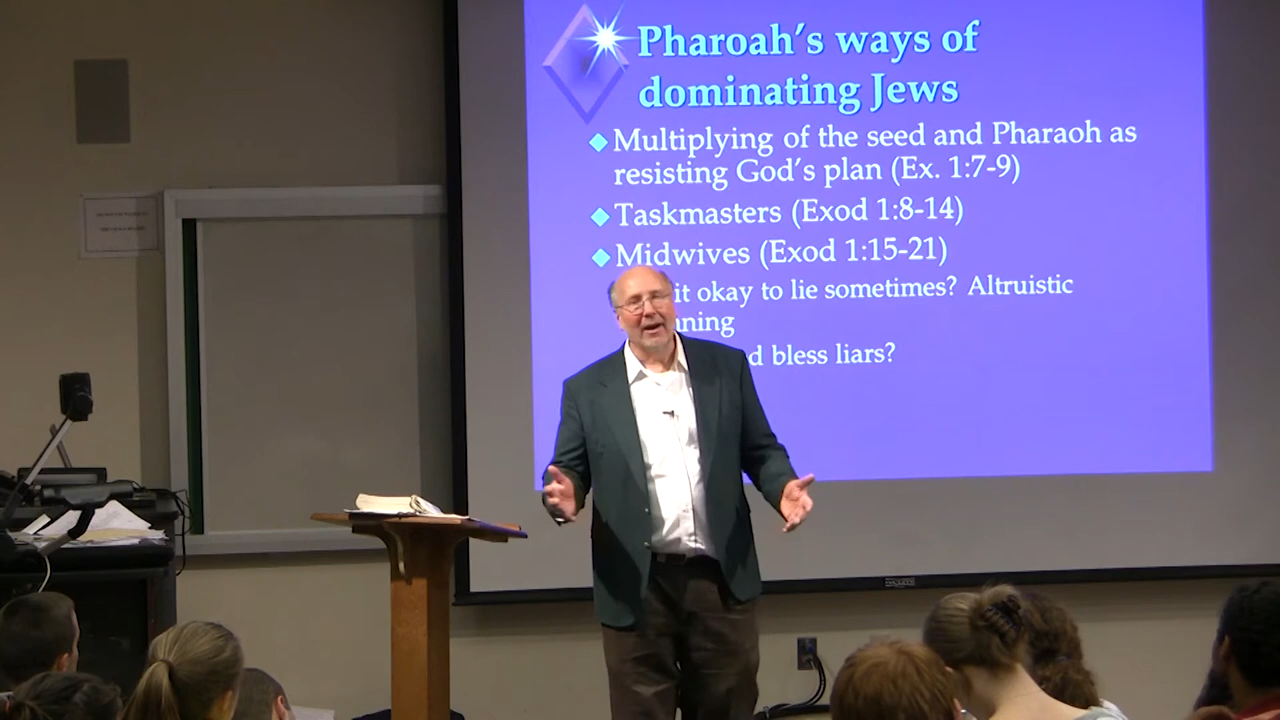 Pharoah's ways of
dominating Jews
Multiplying of the seed and Pharaoh as
resisting God's plan (Ex. 1:7-9)
Taskmasters (Exod 1:8-14)
Midwives (Exod 1:15-21)
it okay to lie sometimes? Altruistic
bless liars?